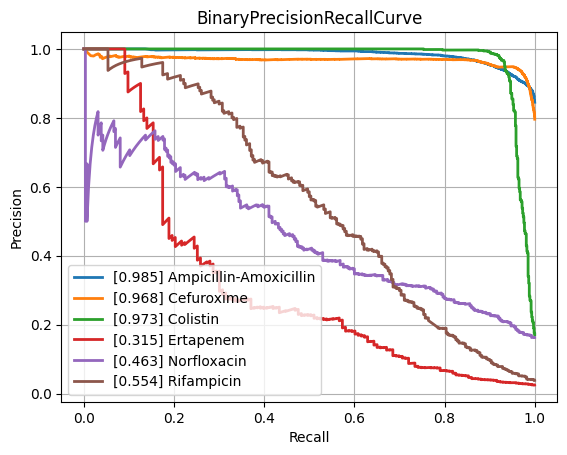 BinaryPrecisionRecallCurve
Precision
1.0
0.8
0.6
0.4
0.2
0.0
[0.985] Ampicillin-Amoxicillin
[0.968] Cefuroxime
[0.973] Colistin
[0.315] Ertapenem
[0.463] Norfloxacin
[0.554] Rifampicin
0.0 0.2 0.4 0.6 0.8 1.0
Recall